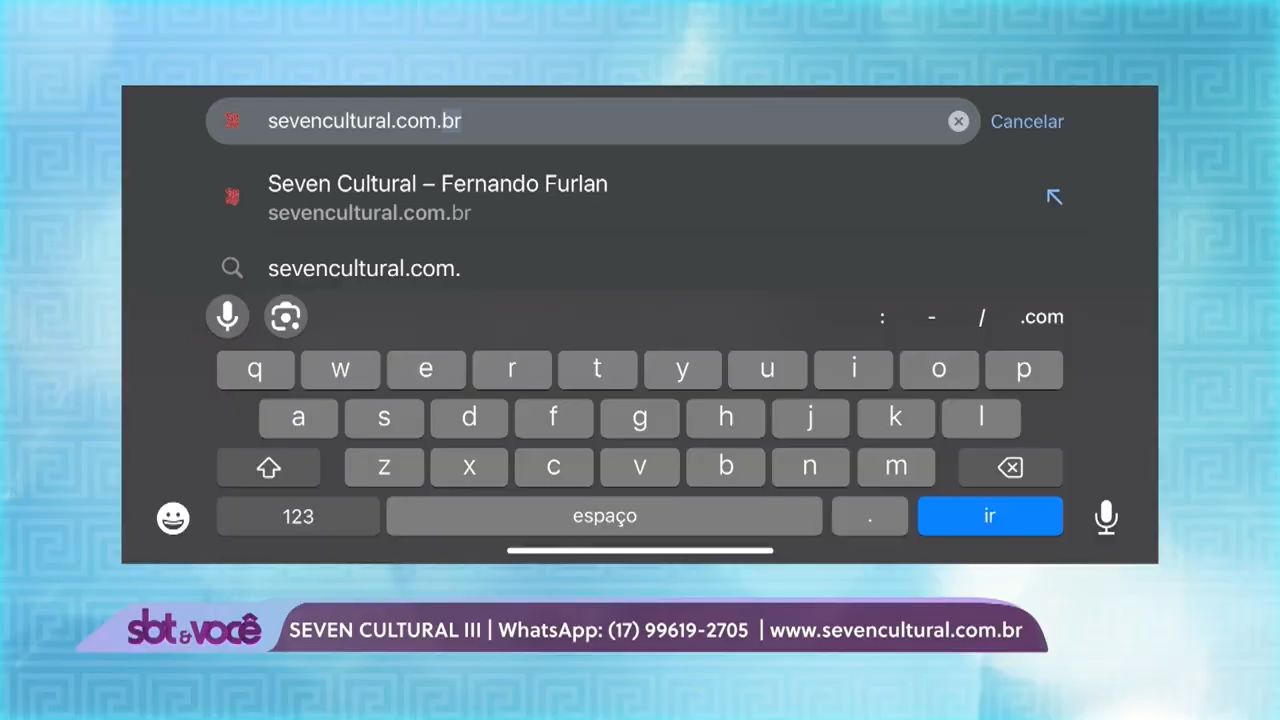 sevencultural.com.br
Cancelar
Seven Cultural – Fernando Furlan
sevencultural.com.br
sevencultural.com.
: - / .com
q w e r t y u i o p
a s d f g h j k l
z x c v b n m
123 espaço . ir
sbt&você SEVEN CULTURAL III | WhatsApp: (17) 99619-2705 | www.sevencultural.com.br